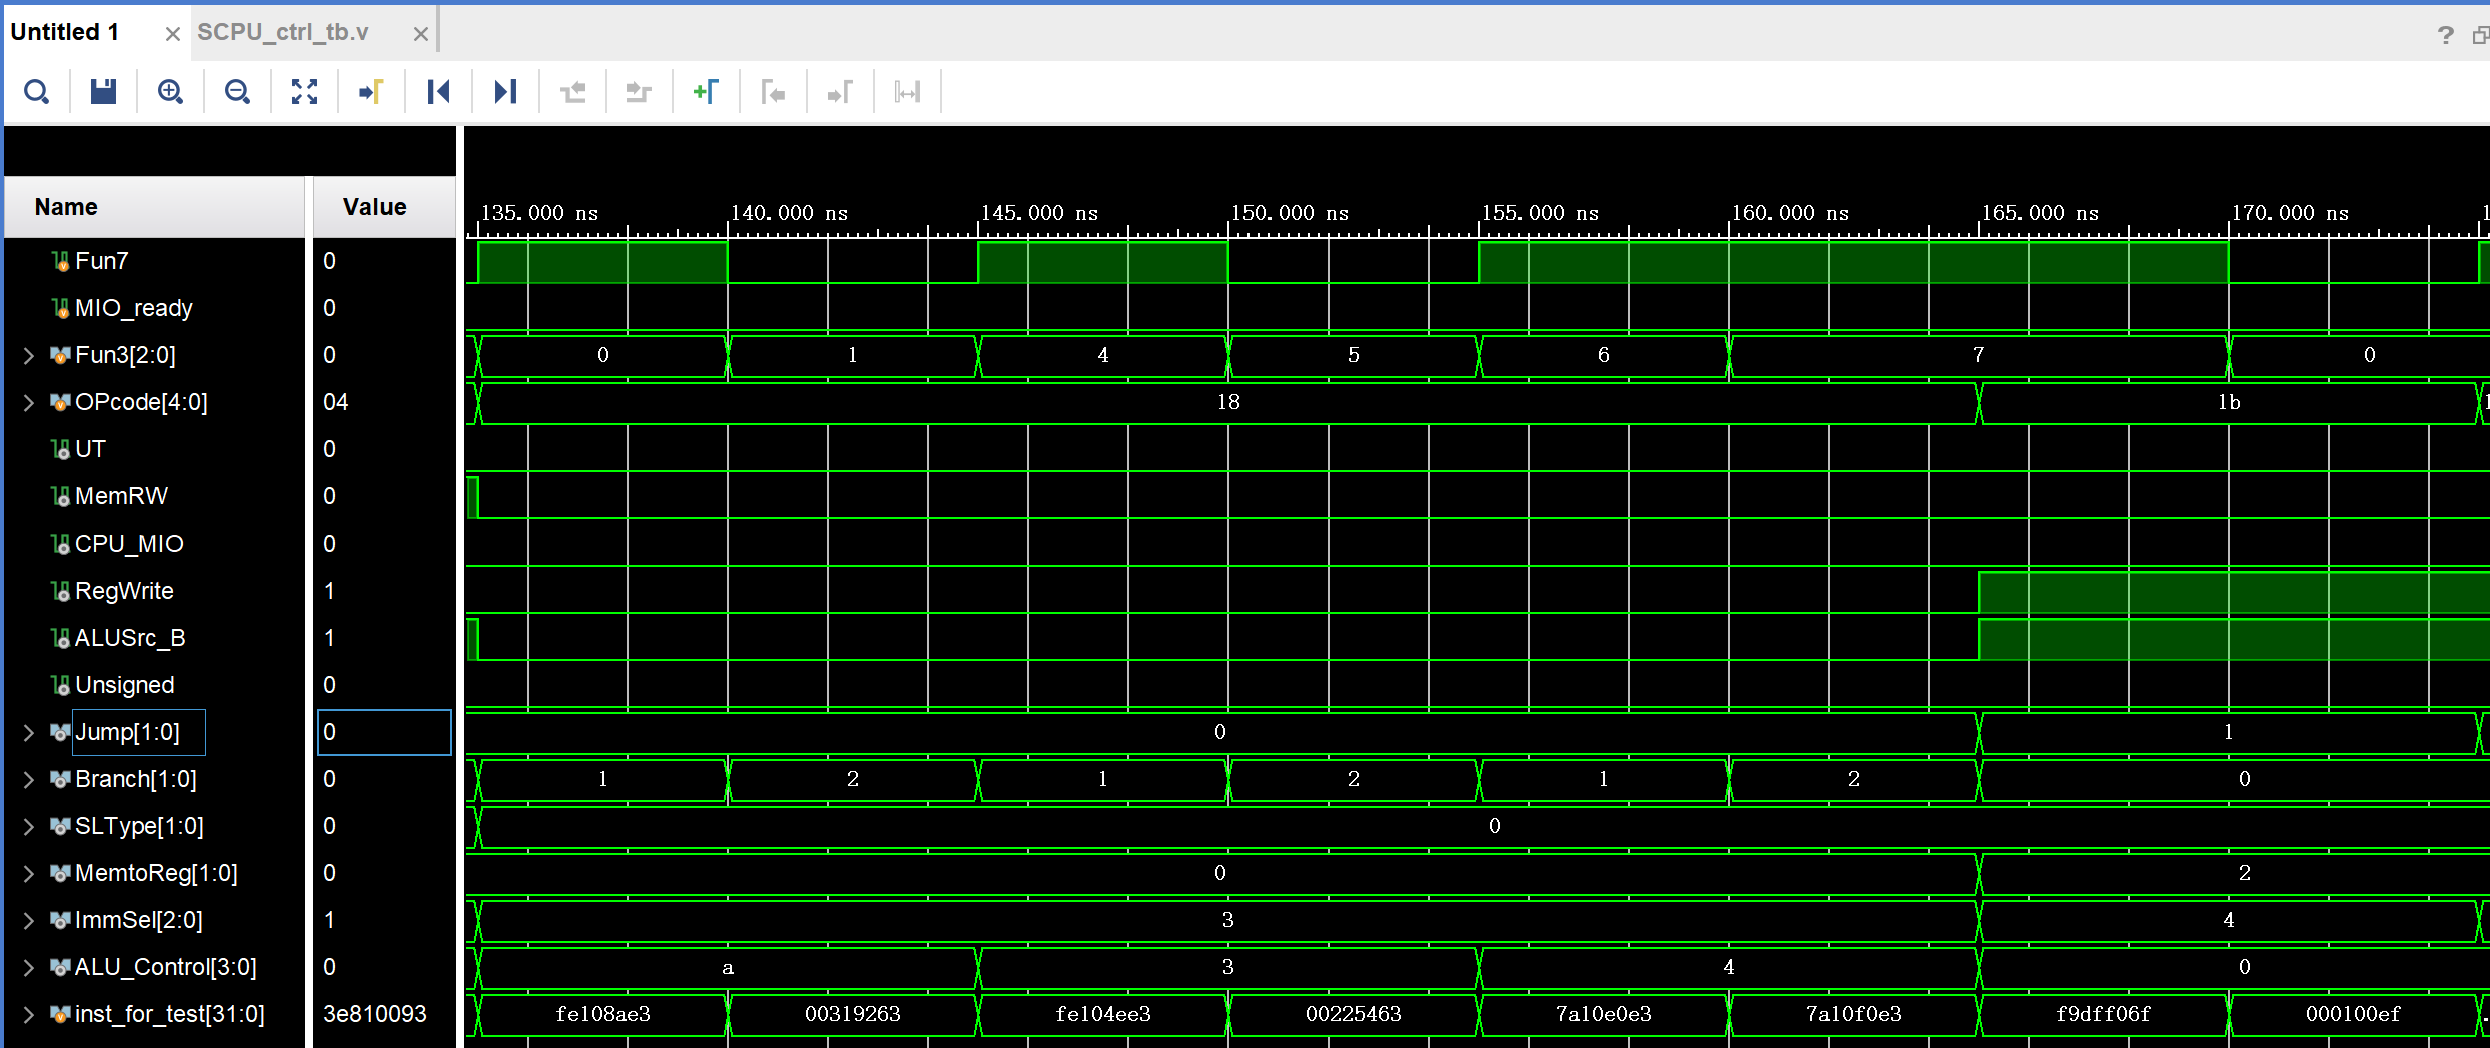 Untitled 1 × SCPU_ctrl_tb.v ×
?
Name Value
135.000 ns 140.000 ns 145.000 ns 150.000 ns 155.000 ns 160.000 ns 165.000 ns 170.000 ns
Fun7 0
MIO_ready 0
Fun3[2:0] 0 0 1 4 5 6 7 0
OPcode[4:0] 04 18 1b
UT 0
MemRW 0
CPU_MIO 0
RegWrite 1
ALUSrc_B 1
Unsigned 0
Jump[1:0] 0 0 1
Branch[1:0] 0 1 2 1 2 1 2 0
SLType[1:0] 0 0
MemtoReg[1:0] 0 0 2
ImmSel[2:0] 1 3 4
ALU_Control[3:0] 0 a 3 4 0
inst_for_test[31:0] 3e810093 fe108ae3 00319263 fe104ee3 00225463 7a10e0e3 7a10f0e3 f9dff06f 000100ef